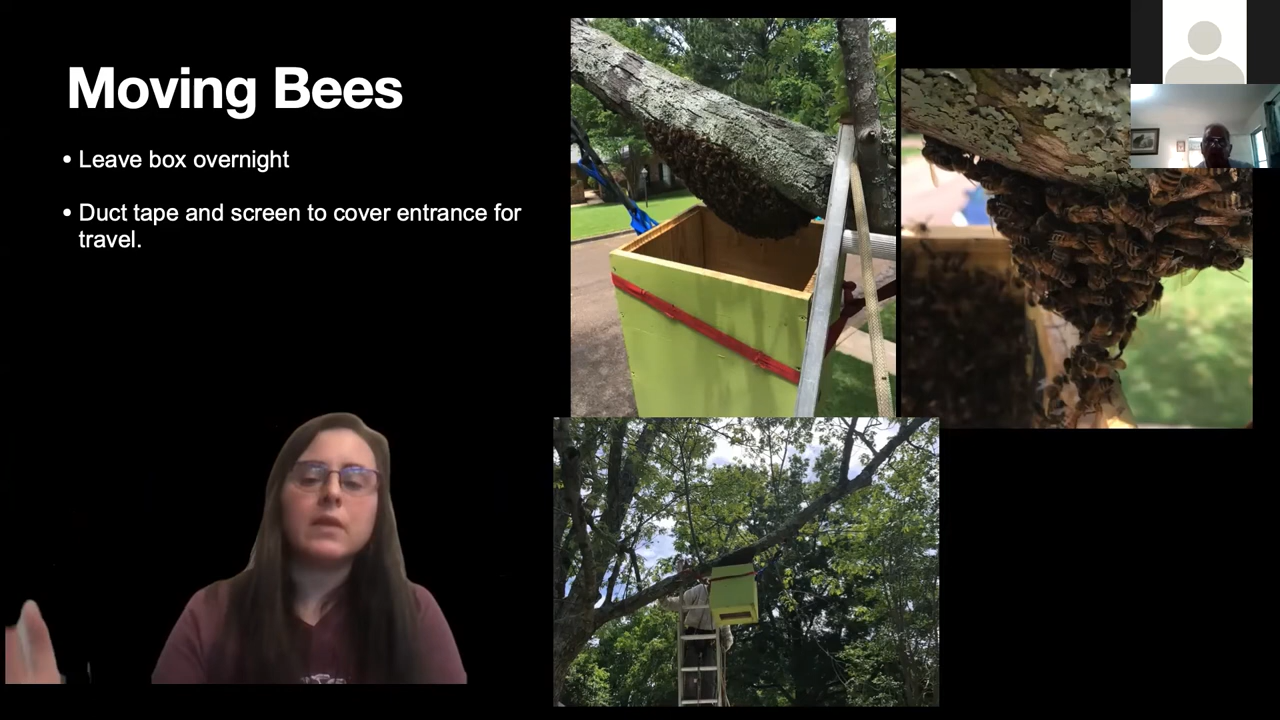 Moving Bees
• Leave box overnight
• Duct tape and screen to cover entrance for
travel.